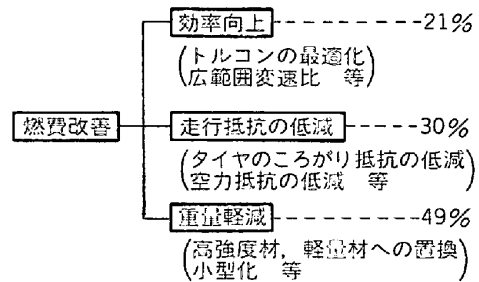 効率向上-------21%
(トルコンの最適化
広範囲変速比 等)
燃費改善
走行抵抗の低減-----30%
(タイヤのころがり抵抗の低減
空力抵抗の低減 等)
重量軽減---------49%
(高強度材,軽量材への置換
小型化 等)